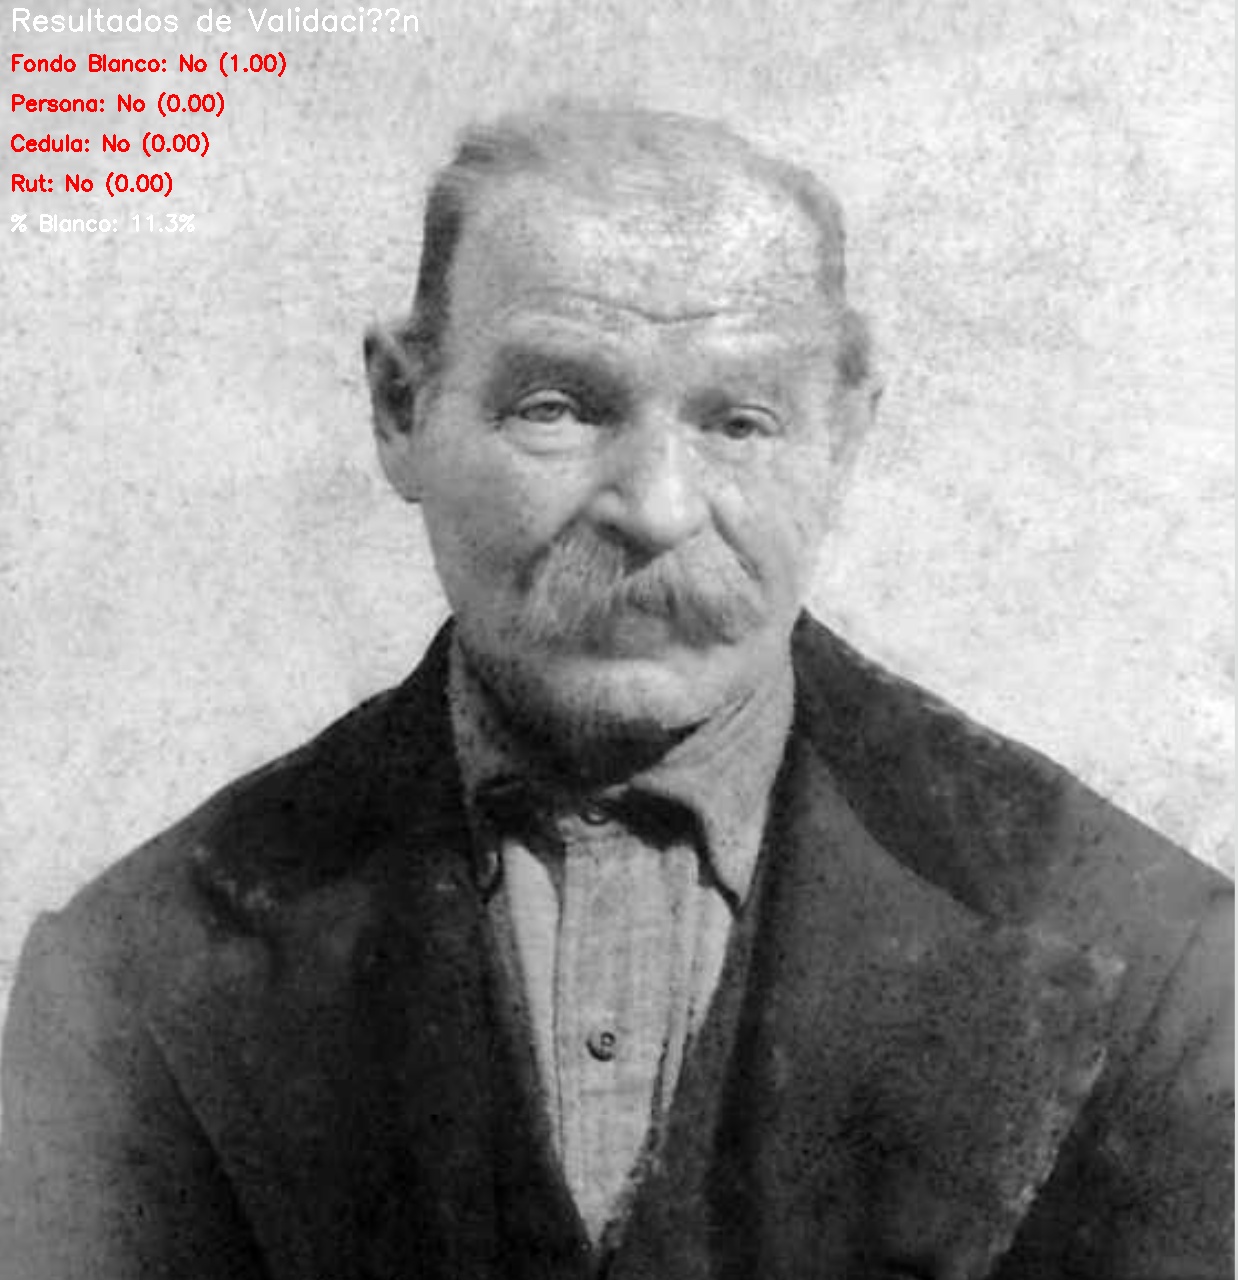 Resultados de Validaci??n
Fondo Blanco: No (1.00)
Persona: No (0.00)
Cedula: No (0.00)
Rut: No (0.00)
% Blanco: 11.3%